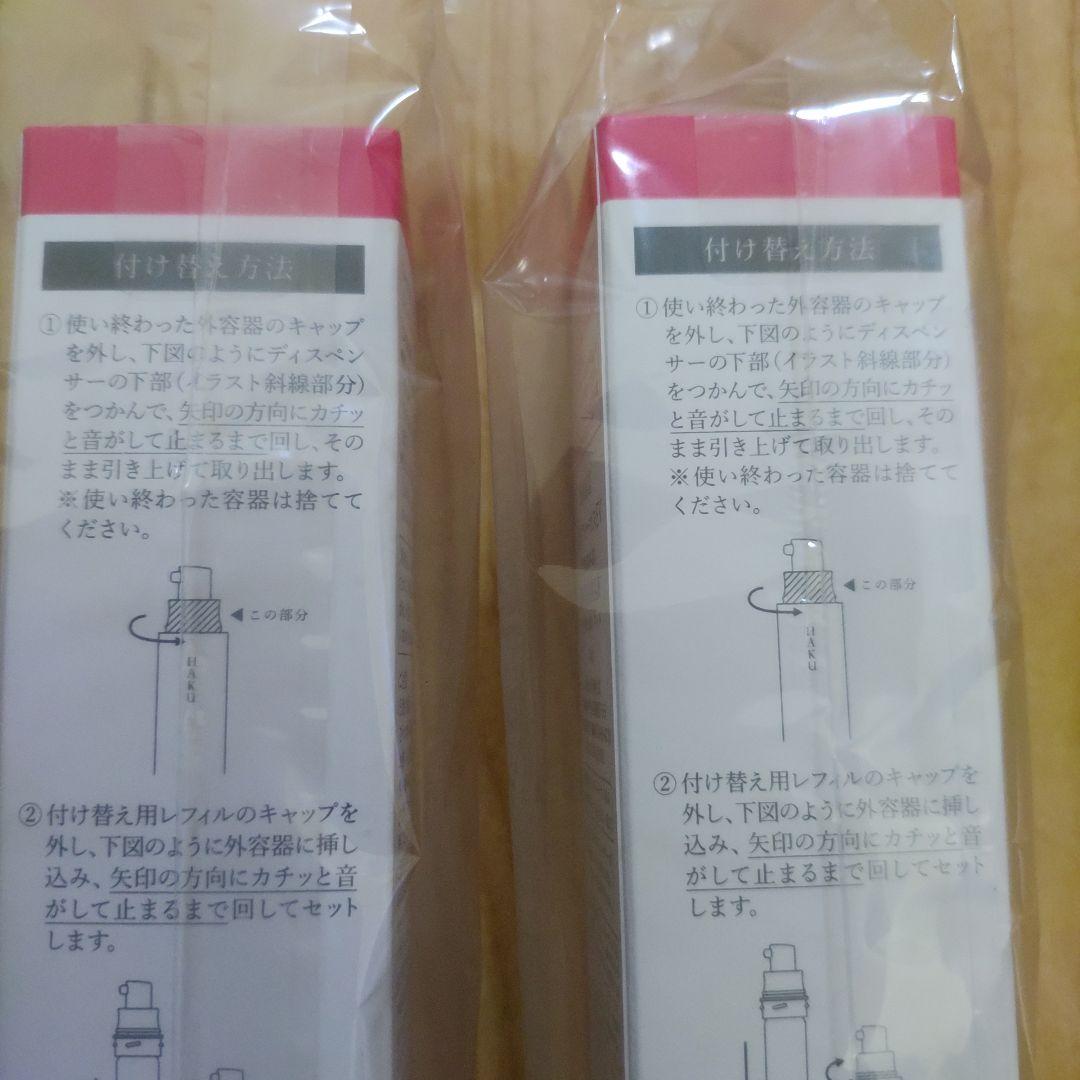 付け替え方法
①使い終わった外容器のキャップ
を外し、下図のようにディスペン
サーの下部(イラスト斜線部分)
をつかんで、矢印の方向にカチッ
と音がして止まるまで回し、その
まま引き上げて取り出します。
※使い終わった容器は捨てて
ください。
◀この部分
HAKU
②付け替え用レフィルのキャップを
外し、下図のように外容器に挿し
込み、矢印の方向にカチッと音
がして止まるまで回してセット
します。
付け替え方法
①使い終わった外容器のキャップ
を外し、下図のようにディスペン
サーの下部(イラスト斜線部分)
をつかんで、矢印の方向にカチッ
と音がして止まるまで回し、その
まま引き上げて取り出します。
※使い終わった容器は捨てて
ください。
◀この部分
HAKU
②付け替え用レフィルのキャップを
外し、下図のように外容器に挿し
込み、矢印の方向にカチッと音
がして止まるまで回してセット
します。